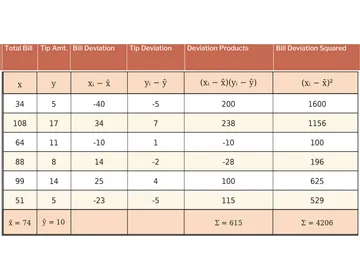 Total Bill Tip Amt. Bill Deviation Tip Deviation Deviation Products Bill Deviation Squared
x y xᵢ − x̄ yᵢ − ȳ (xᵢ − x̄)(yᵢ − ȳ) (xᵢ − x̄)²
34 5 -40 -5 200 1600
108 17 34 7 238 1156
64 11 -10 1 -10 100
88 8 14 -2 -28 196
99 14 25 4 100 625
51 5 -23 -5 115 529
x̄ = 74 ȳ = 10 Σ = 615 Σ = 4206